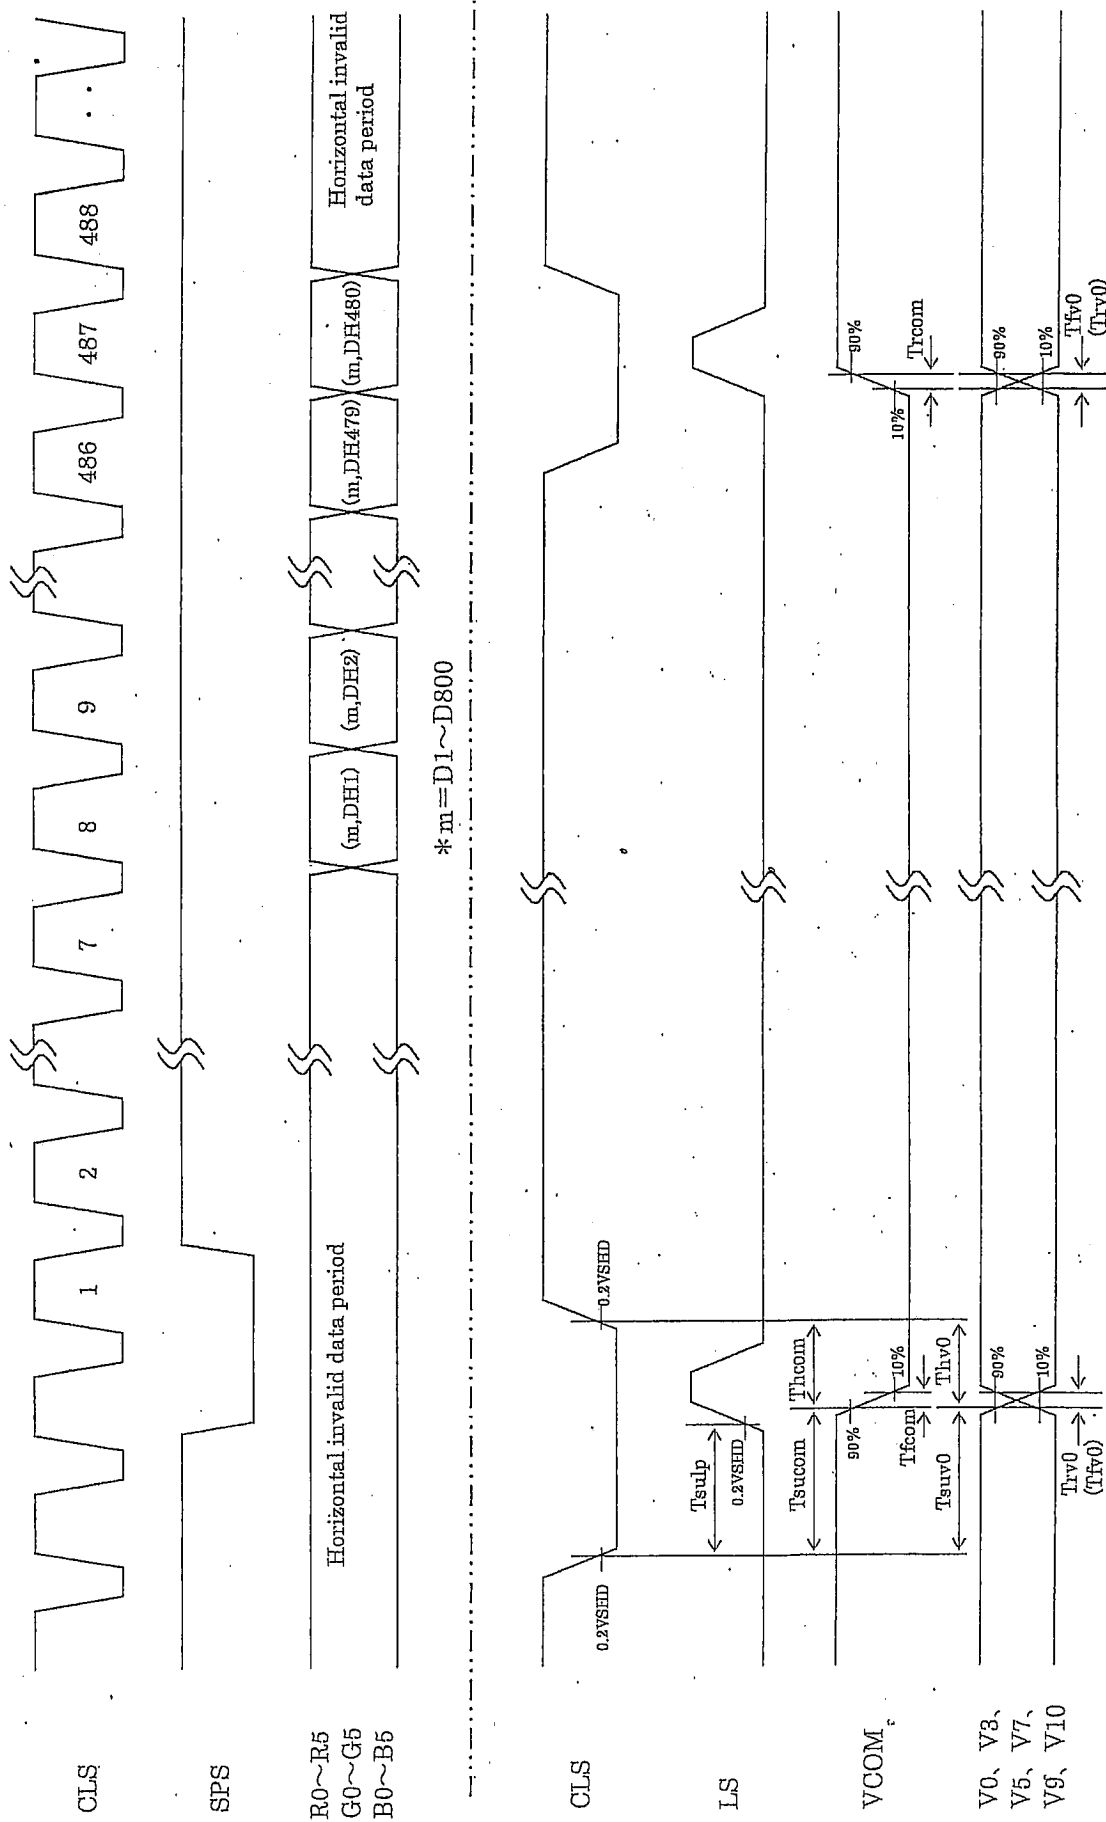 CLS
1
2
7
8
9
486
487
488
SPS
R0~R5
G0~G5
B0~B5
Horizontal invalid data period
(m,DH1)
(m,DH2)
(m,DH479)
(m,DH480)
Horizontal invalid
data period
*m=D1~D800
CLS
0.2VSHD
0.2VSHD
LS
Tsulp
0.2VSHD
Tsucom
Thcom
VCOM
90%
10%
Tfcom
10%
90%
Trcom
Tsuv0
Thv0
V0、V3、
V5、V7、
V9、V10
90%
10%
Trv0
(Tfv0)
90%
10%
Tfv0
(Trv0)